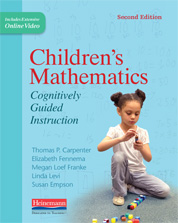 Includes Extensive
Online Video
Second Edition
Children's
Mathematics
Cognitively
Guided
Instruction
Thomas P. Carpenter
Elizabeth Fennema
Megan Loef Franke
Linda Levi
Susan Empson
Heinemann